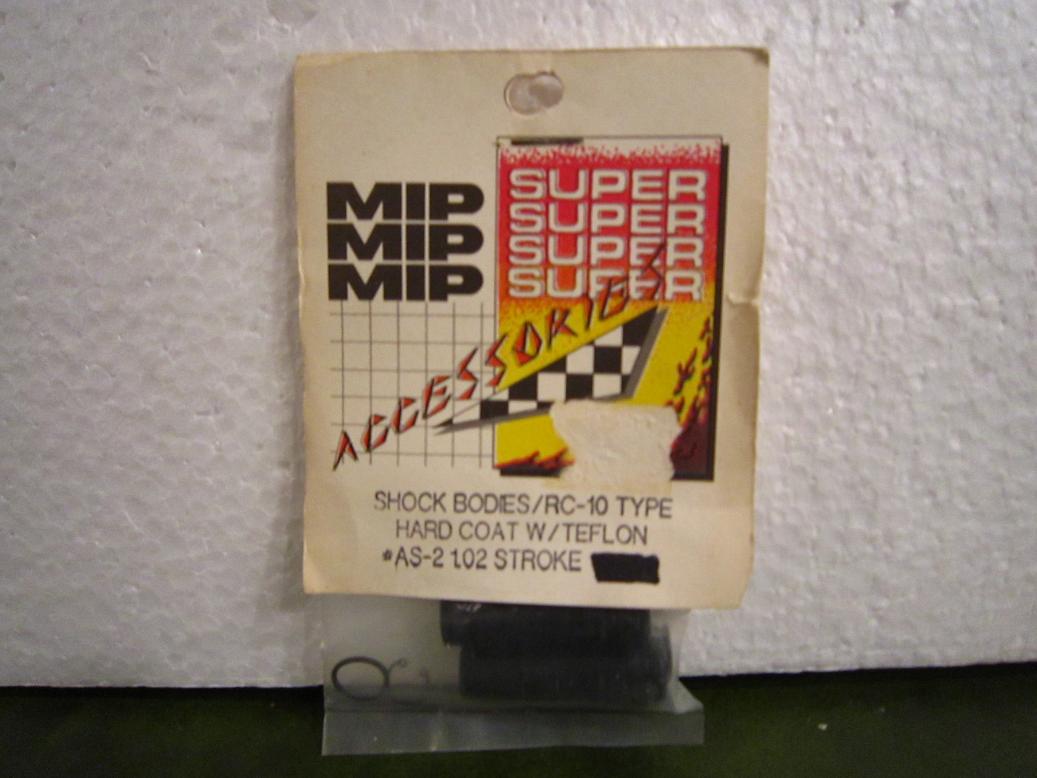 MIP
MIP
MIP
SUPER
SUPER
SUPER
SUPER
ACCESSORIES
SHOCK BODIES/RC-10 TYPE
HARD COAT W/TEFLON
*AS-2 1.02 STROKE